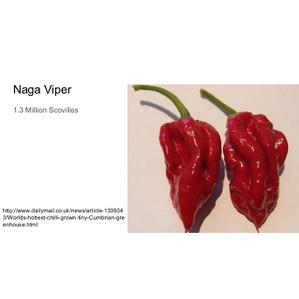 Naga Viper
1.3 Million Scovilles
http://www.dailymail.co.uk/news/article-133504
3/Worlds-hottest-chilli-grown-tiny-Cumbrian-gre
enhouse.html